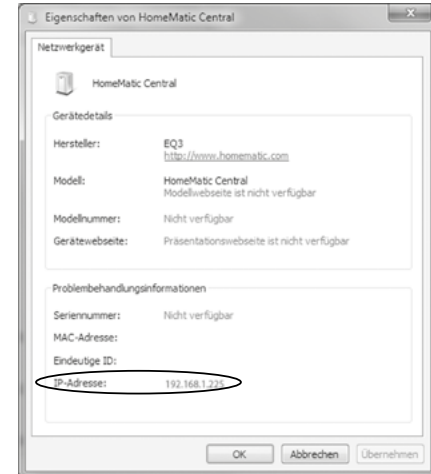 Eigenschaften von HomeMatic Central
Netzwerkgerät
HomeMatic Central
Gerätedetails
Hersteller: EQ3
http://www.homematic.com
Modell: HomeMatic Central
Modellwebseite ist nicht verfügbar
Modellnummer: Nicht verfügbar
Gerätewebseite: Präsentationswebseite ist nicht verfügbar
Problembehandlungsinformationen
Seriennummer: Nicht verfügbar
MAC-Adresse:
Eindeutige ID:
IP-Adresse: 192.168.1.225
OK Abbrechen Übernehmen